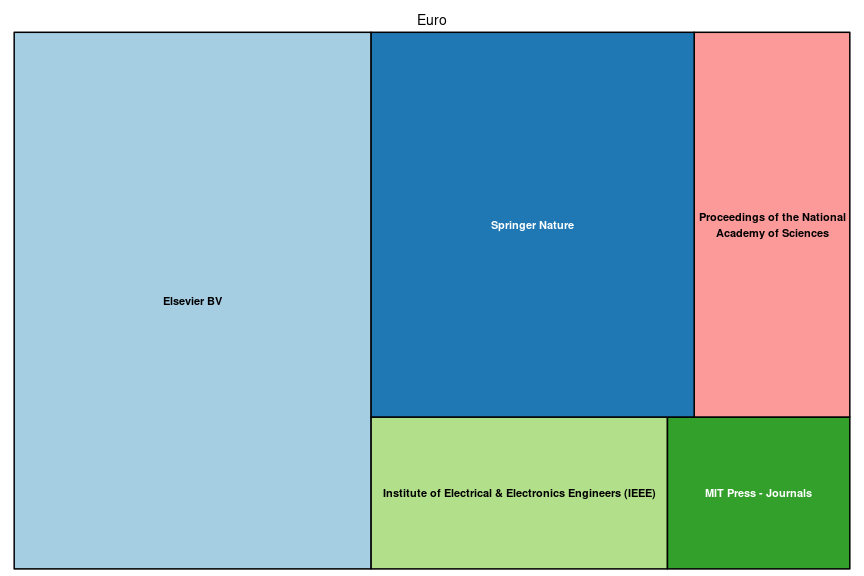 Euro
Elsevier BV
Springer Nature
Proceedings of the National
Academy of Sciences
Institute of Electrical & Electronics Engineers (IEEE)
MIT Press - Journals